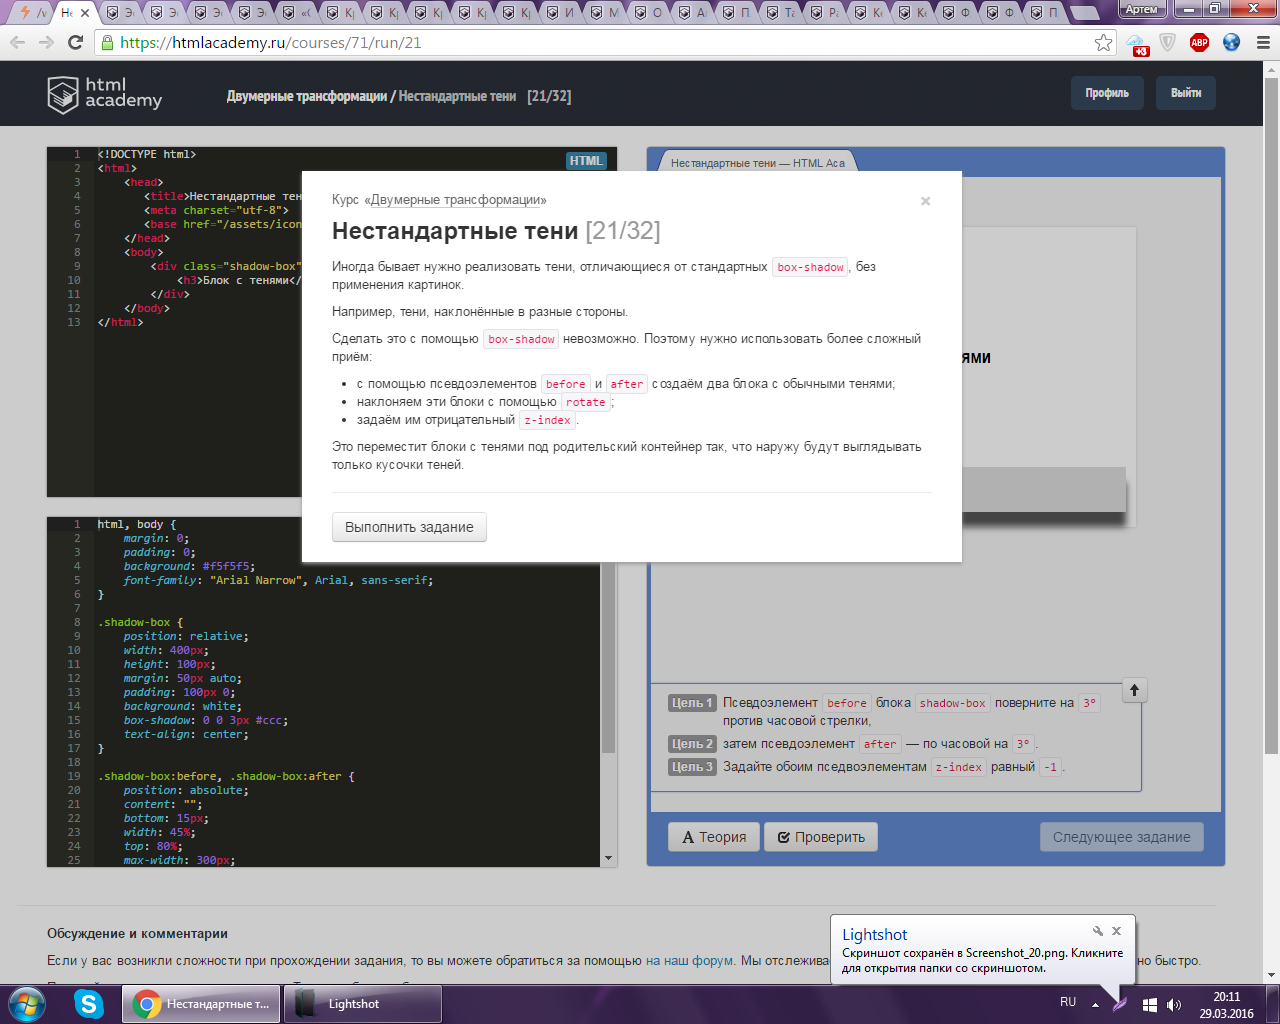 Артем
https://htmlacademy.ru/courses/71/run/21
+3
ABP
html
academy
Двумерные трансформации / Нестандартные тени [21/32]
Профиль
Выйти
1 <!DOCTYPE html>
HTML
2 <html>
3 <head>
4 <title>Нестандартные тен
5 <meta charset="utf-8">
6 <base href="/assets/icon
7 </head>
8 <body>
9 <div class="shadow-box"
10 <h3>Блок с тенями</
11 </div>
12 </body>
13 </html>
Нестандартные тени — HTML Aca
ями
Курс «Двумерные трансформации»
×
Нестандартные тени [21/32]
Иногда бывает нужно реализовать тени, отличающиеся от стандартных box-shadow, без
применения картинок.
Например, тени, наклонённые в разные стороны.
Сделать это с помощью box-shadow невозможно. Поэтому нужно использовать более сложный
приём:
• с помощью псевдоэлементов before и after создаём два блока с обычными тенями;
• наклоняем эти блоки с помощью rotate;
• задаём им отрицательный z-index.
Это переместит блоки с тенями под родительский контейнер так, что наружу будут выглядывать
только кусочки теней.
Выполнить задание
1 html, body {
2 margin: 0;
3 padding: 0;
4 background: #f5f5f5;
5 font-family: "Arial Narrow", Arial, sans-serif;
6 }
7
8 .shadow-box {
9 position: relative;
10 width: 400px;
11 height: 100px;
12 margin: 50px auto;
13 padding: 100px 0;
14 background: white;
15 box-shadow: 0 0 3px #ccc;
16 text-align: center;
17 }
18
19 .shadow-box:before, .shadow-box:after {
20 position: absolute;
21 content: "";
22 bottom: 15px;
23 width: 45%;
24 top: 80%;
25 max-width: 300px;
Цель 1 Псевдоэлемент before блока shadow-box поверните на 3°
против часовой стрелки,
Цель 2 затем псевдоэлемент after — по часовой на 3°.
Цель 3 Задайте обоим пседвоэлементам z-index равный -1.
Теория
Проверить
Следующее задание
Обсуждение и комментарии
Если у вас возникли сложности при прохождении задания, то вы можете обратиться за помощью на наш форум. Мы отслежива
но быстро.
Lightshot
Скриншот сохранён в Screenshot_20.png. Кликните
для открытия папки со скриншотом.
Нестандартные т...
Lightshot
RU
20:11
29.03.2016